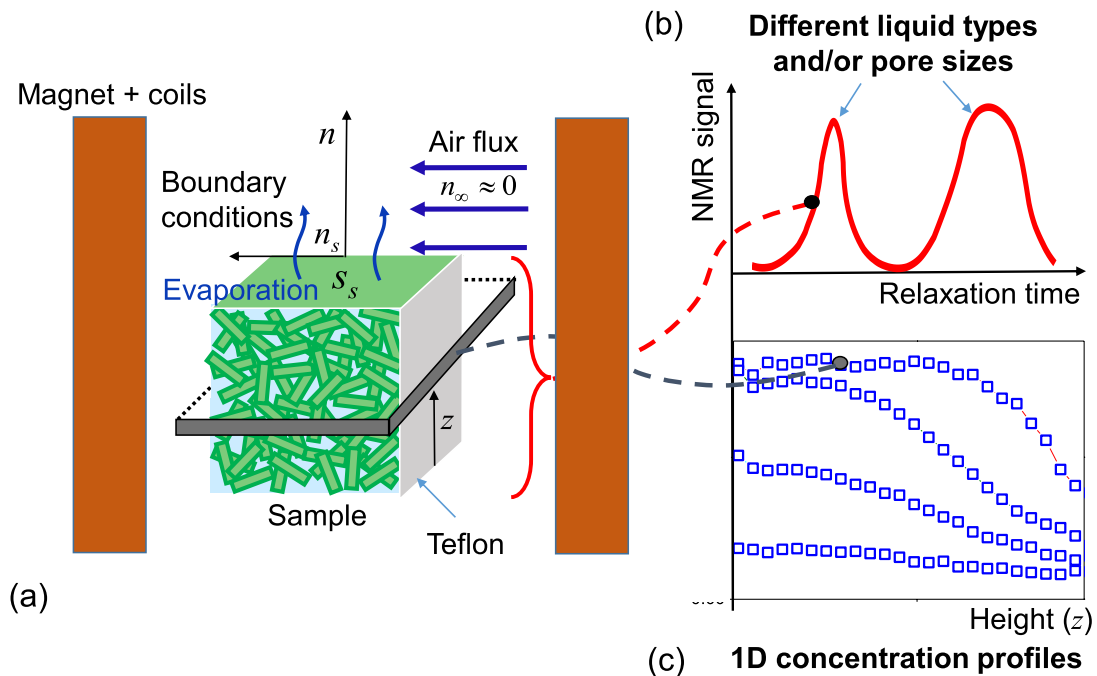 Magnet + coils
n
Air flux
n∞ ≈ 0
Boundary
conditions
nₛ
Evaporation
Sₛ
z
Sample
Teflon
(a)
(b)
Different liquid types
and/or pore sizes
NMR signal
Relaxation time
Height (z)
(c)
1D concentration profiles